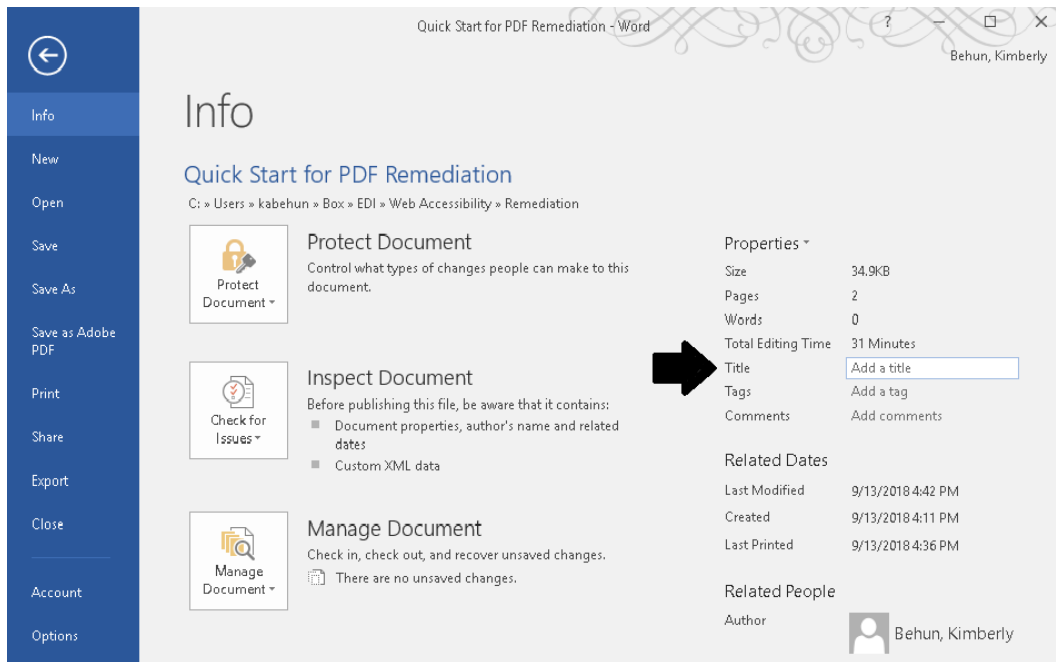 Quick Start for PDF Remediation - Word
?
Behun, Kimberly
Info
New
Open
Save
Save As
Save as Adobe
PDF
Print
Share
Export
Close
Account
Options
Info
Quick Start for PDF Remediation
C: » Users » kabehun » Box » EDI » Web Accessibility » Remediation
Protect
Document
Protect Document
Control what types of changes people can make to this
document.
Check for
Issues
Inspect Document
Before publishing this file, be aware that it contains:
Document properties, author's name and related
dates
Custom XML data
Manage
Document
Manage Document
Check in, check out, and recover unsaved changes.
There are no unsaved changes.
Properties
Size 34.9KB
Pages 2
Words 0
Total Editing Time 31 Minutes
Title Add a title
Tags Add a tag
Comments Add comments
Related Dates
Last Modified 9/13/2018 4:42 PM
Created 9/13/2018 4:11 PM
Last Printed 9/13/2018 4:36 PM
Related People
Author Behun, Kimberly